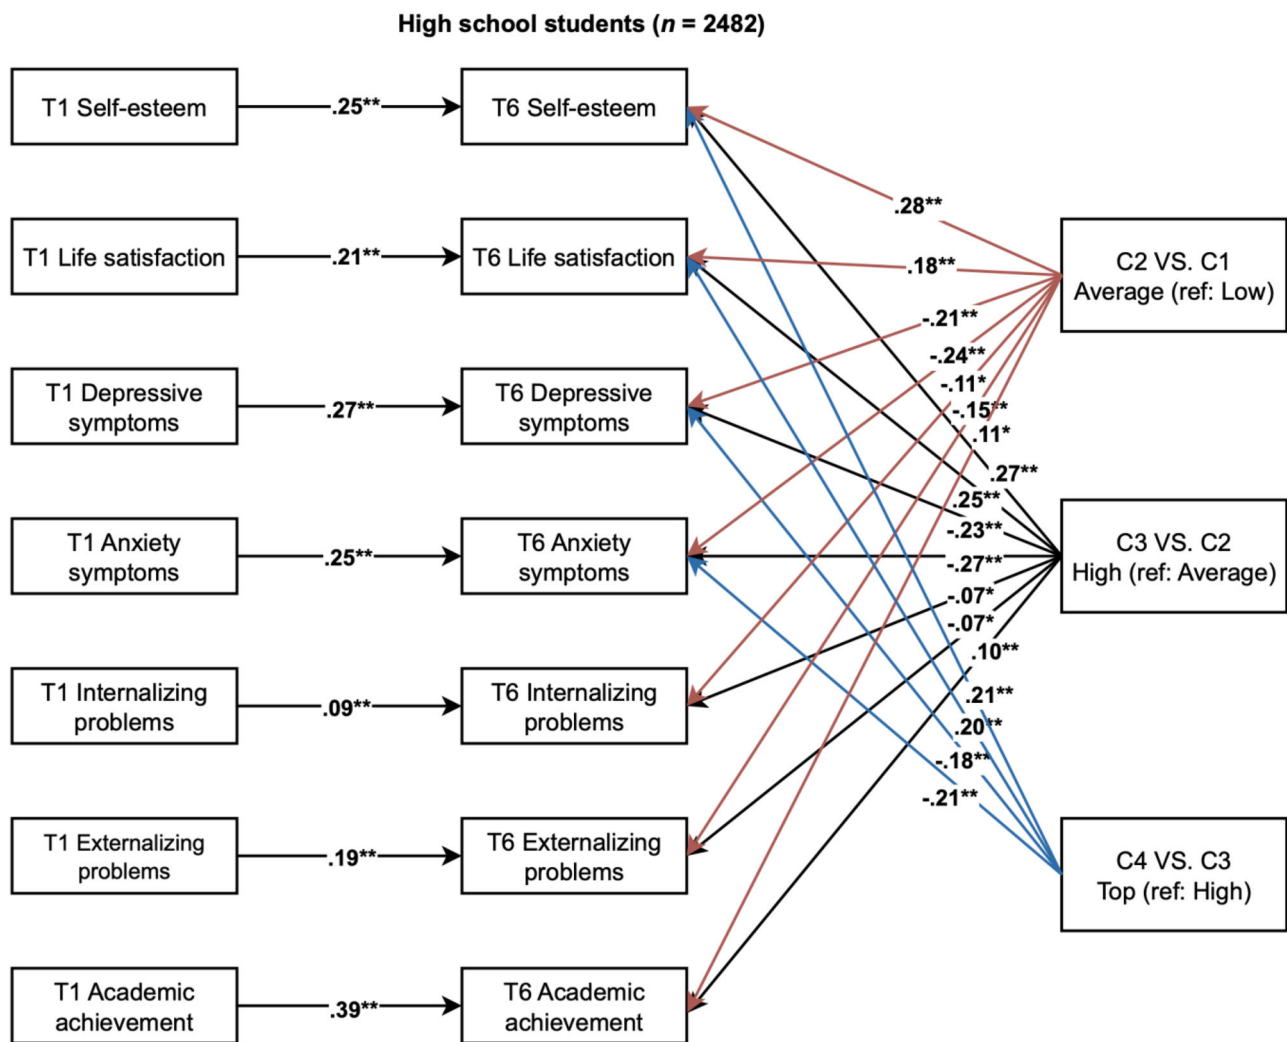 High school students (n = 2482)
T1 Self-esteem
.25**
T6 Self-esteem
.28**
T1 Life satisfaction
.21**
T6 Life satisfaction
.18**
C2 VS. C1
Average (ref: Low)
-.21**
-.24**
-.11*
-.15**
.11*
T1 Depressive
symptoms
.27**
T6 Depressive
symptoms
.27**
.25**
-.23**
-.27**
-.07*
-.07*
.10**
T1 Anxiety
symptoms
.25**
T6 Anxiety
symptoms
C3 VS. C2
High (ref: Average)
T1 Internalizing
problems
.09**
T6 Internalizing
problems
.21**
.20**
-.18**
-.21**
T1 Externalizing
problems
.19**
T6 Externalizing
problems
C4 VS. C3
Top (ref: High)
T1 Academic
achievement
.39**
T6 Academic
achievement